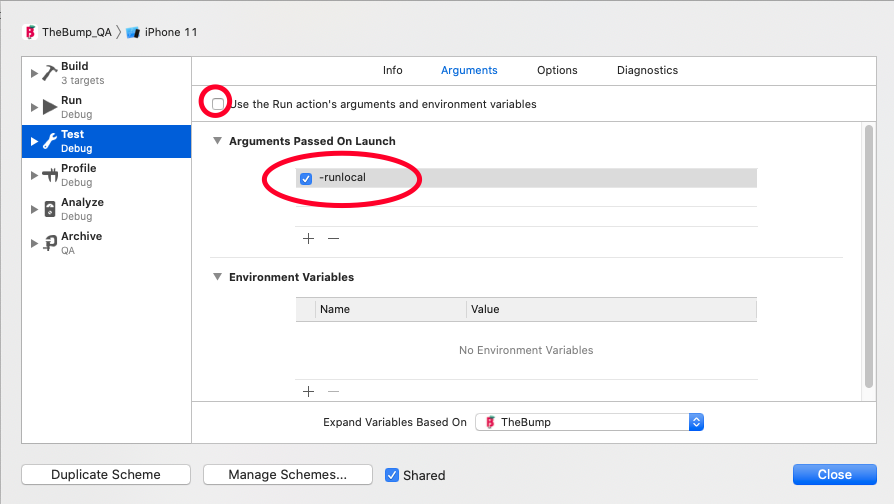 TheBump_QA
iPhone 11
Build
3 targets
Run
Debug
Test
Debug
Profile
Debug
Analyze
Debug
Archive
QA
Info Arguments Options Diagnostics
Use the Run action's arguments and environment variables
Arguments Passed On Launch
-runlocal
Environment Variables
Name Value
No Environment Variables
Expand Variables Based On TheBump
Duplicate Scheme Manage Schemes... Shared Close